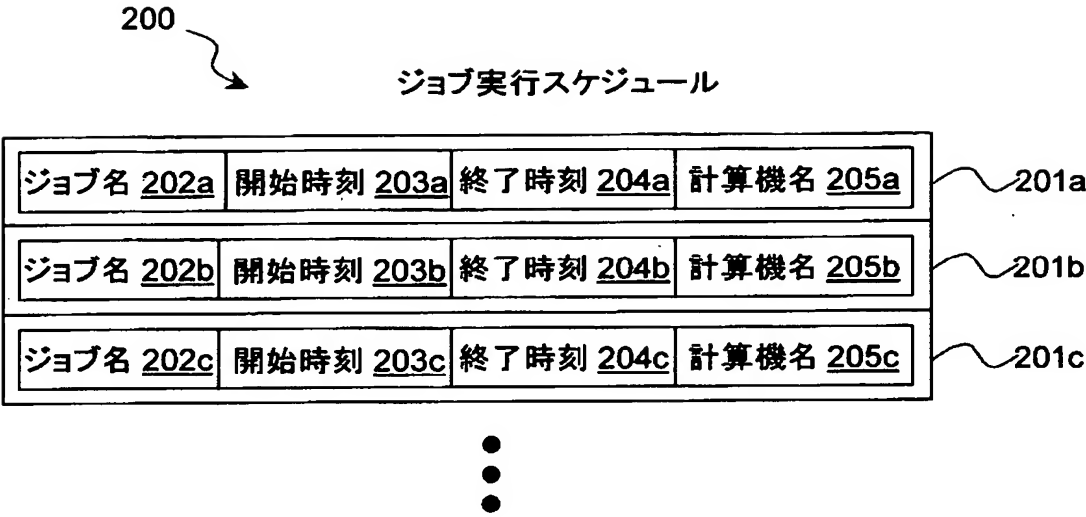 200
ジョブ実行スケジュール
ジョブ名 202a 開始時刻 203a 終了時刻 204a 計算機名 205a 201a
ジョブ名 202b 開始時刻 203b 終了時刻 204b 計算機名 205b 201b
ジョブ名 202c 開始時刻 203c 終了時刻 204c 計算機名 205c 201c